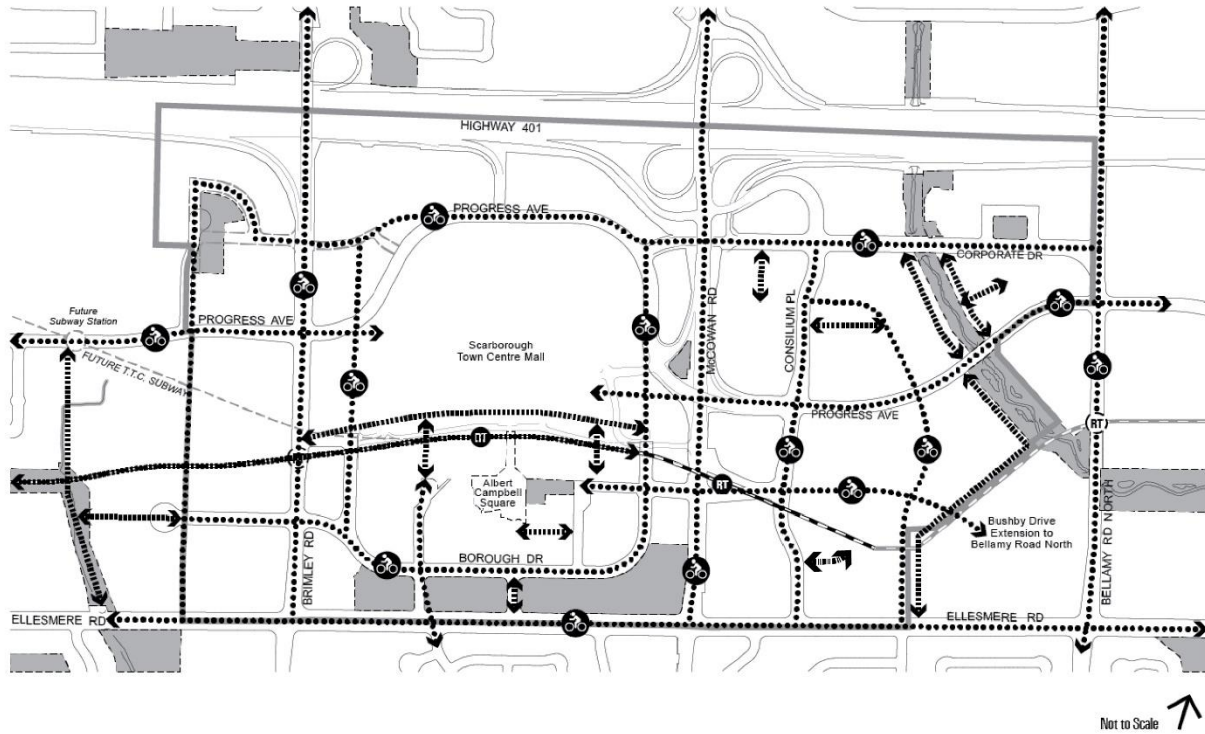 HIGHWAY 401
PROGRESS AVE
CORPORATE DR
Future
Subway Station
PROGRESS AVE
FUTURE T.T.C. SUBWAY
Scarborough
Town Centre Mall
McCOWAN RD
CONSILIUM PL
PROGRESS AVE
RT
RT
RT
Albert
Campbell
Square
BRIMLEY RD
BOROUGH DR
Bushby Drive
Extension to
Bellamy Road North
BELLAMY RD NORTH
ELLESMERE RD
ELLESMERE RD
Not to Scale